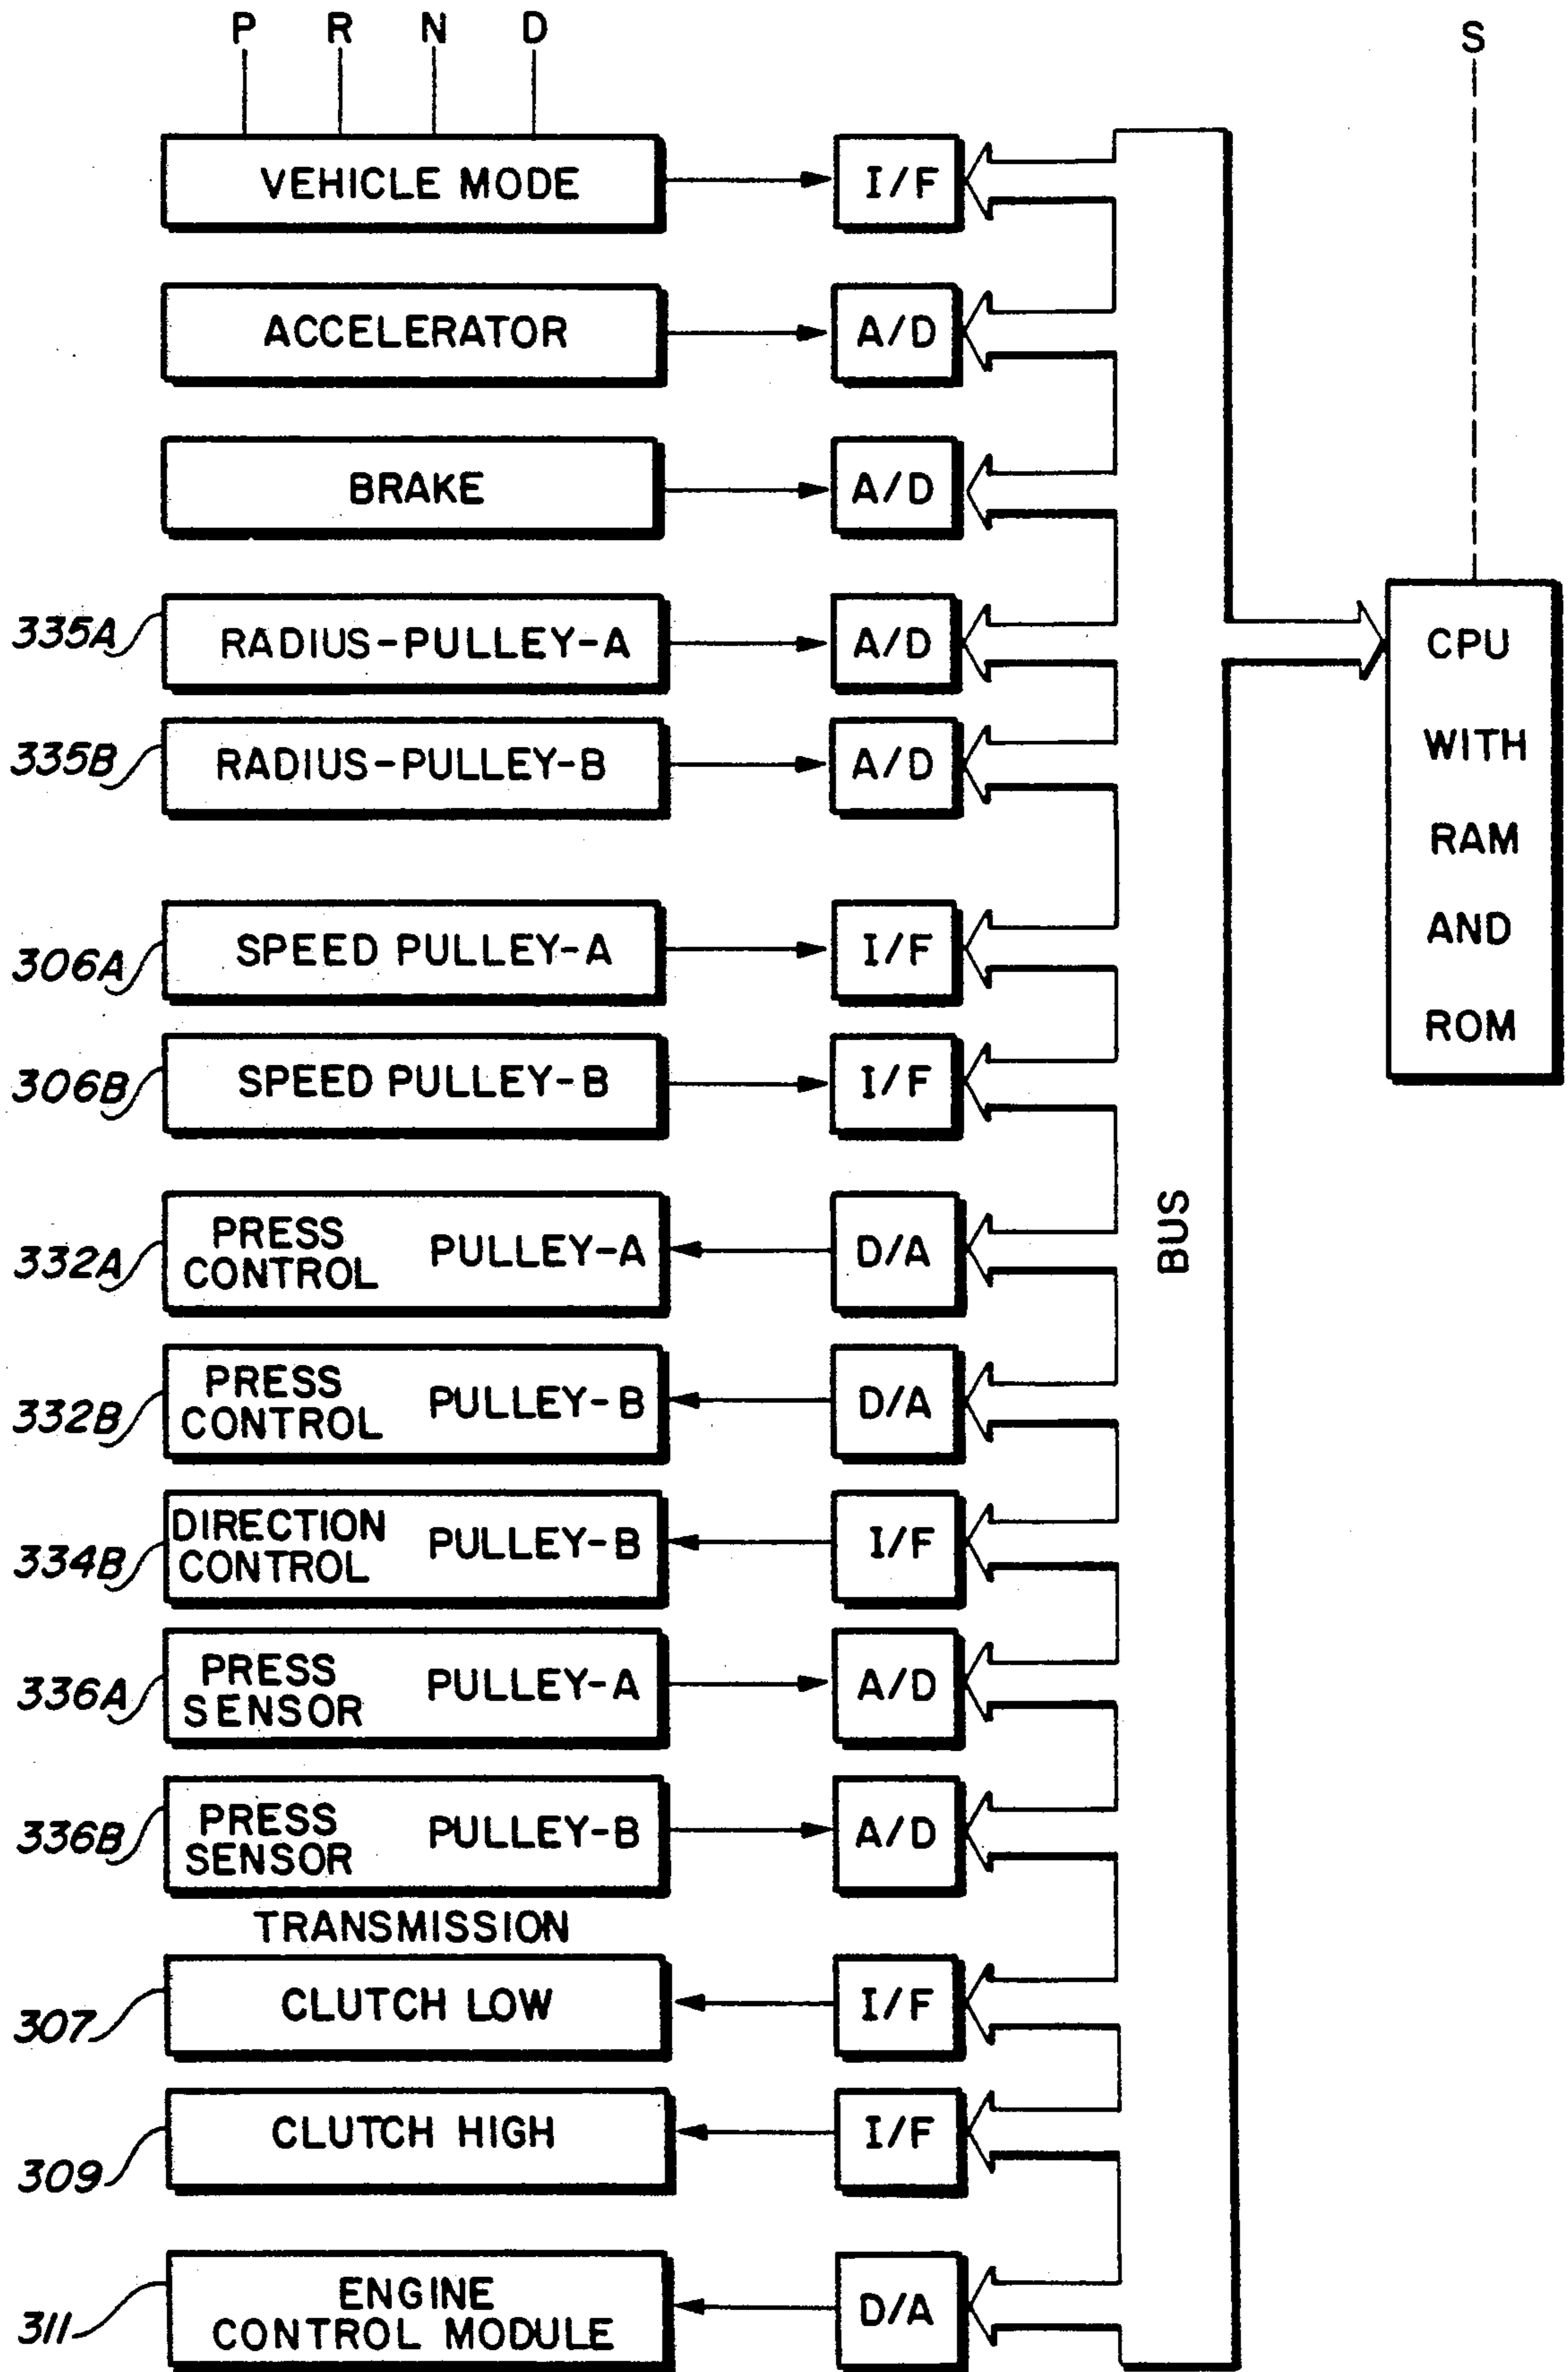 P R N D S
VEHICLE MODE I/F
ACCELERATOR A/D
BRAKE A/D
335A RADIUS-PULLEY-A A/D CPU
335B RADIUS-PULLEY-B A/D WITH
RAM
306A SPEED PULLEY-A I/F AND
ROM
306B SPEED PULLEY-B I/F
BUS
332A PRESS
CONTROL PULLEY-A D/A
332B PRESS
CONTROL PULLEY-B D/A
334B DIRECTION
CONTROL PULLEY-B I/F
336A PRESS
SENSOR PULLEY-A A/D
336B PRESS
SENSOR PULLEY-B A/D
TRANSMISSION
307 CLUTCH LOW I/F
309 CLUTCH HIGH I/F
311 ENGINE
CONTROL MODULE D/A